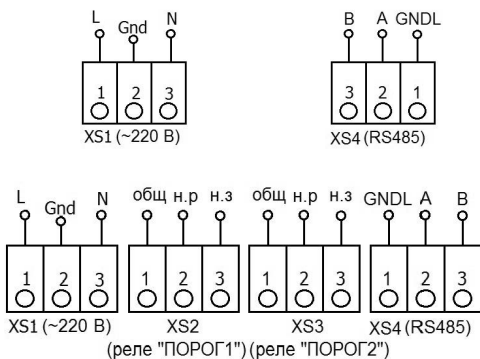 L Gnd N B A GNDL
1 2 3 3 2 1
XS1 (~220 В) XS4 (RS485)
L Gnd N общ н.р н.з общ н.р н.з GNDL A B
1 2 3 1 2 3 1 2 3 1 2 3
XS1 (~220 В) XS2 XS3 XS4 (RS485)
(реле "ПОРОГ1") (реле "ПОРОГ2")